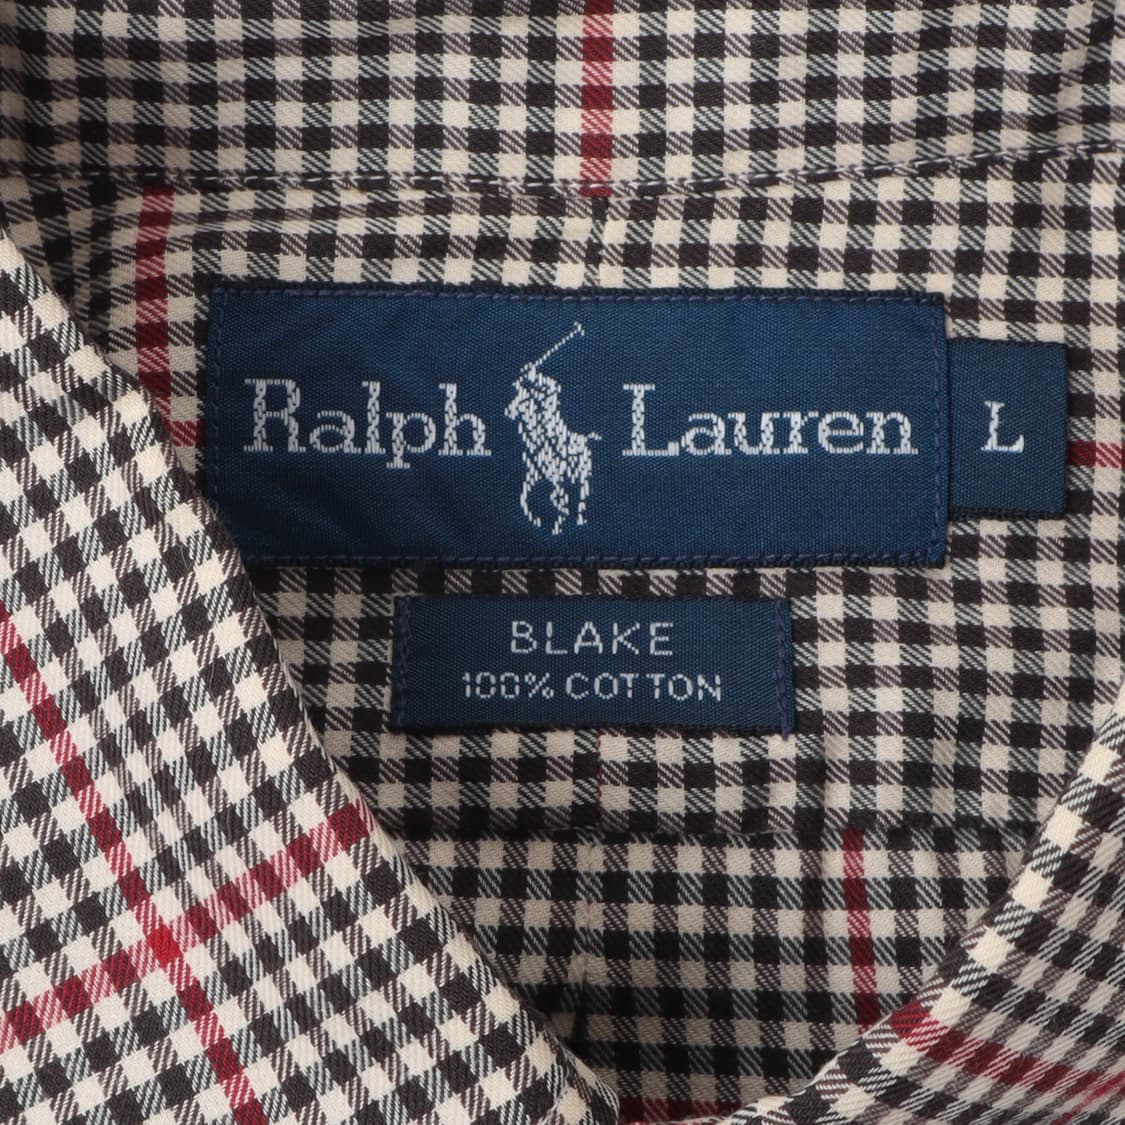 Ralph Lauren
L
BLAKE
100% COTTON